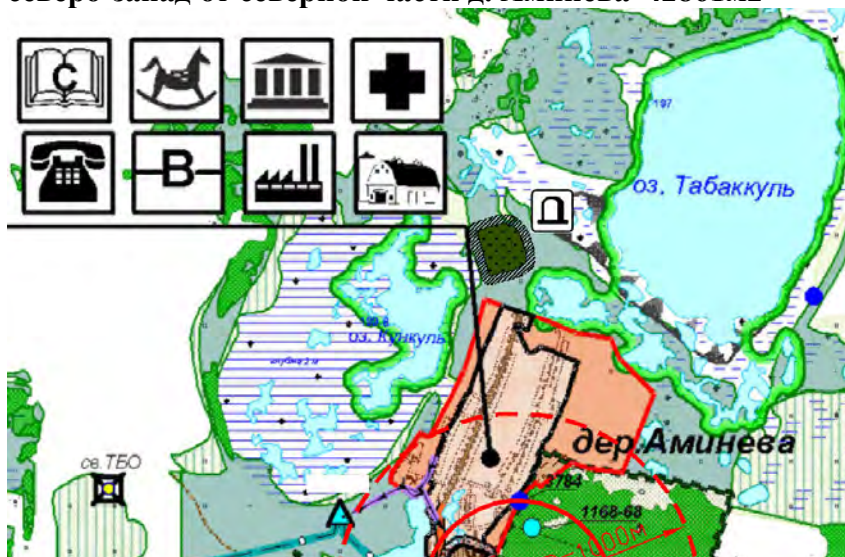 северо-запад от северной части д. Аминева
С
В
197
оз. Табаккуль
оз. Кункуль
дер.Аминева
св. ТБО
3784
1168-68